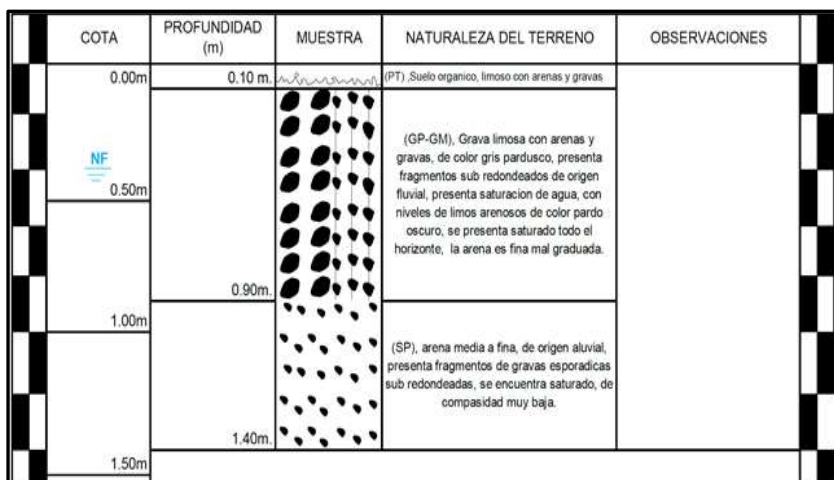 COTA
PROFUNDIDAD
(m)
MUESTRA
NATURALEZA DEL TERRENO
OBSERVACIONES
0.00m
0.10 m.
(PT) ,Suelo organico, limoso con arenas y gravas
(GP-GM), Grava limosa con arenas y
gravas, de color gris pardusco, presenta
fragmentos sub redondeados de origen
fluvial, presenta saturacion de agua, con
niveles de limos arenosos de color pardo
oscuro, se presenta saturado todo el
horizonte, la arena es fina mal graduada.
NF
0.50m
0.90m.
1.00m
(SP), arena media a fina, de origen aluvial,
presenta fragmentos de gravas esporadicas
sub redondeadas, se encuentra saturado, de
compasidad muy baja.
1.40m.
1.50m